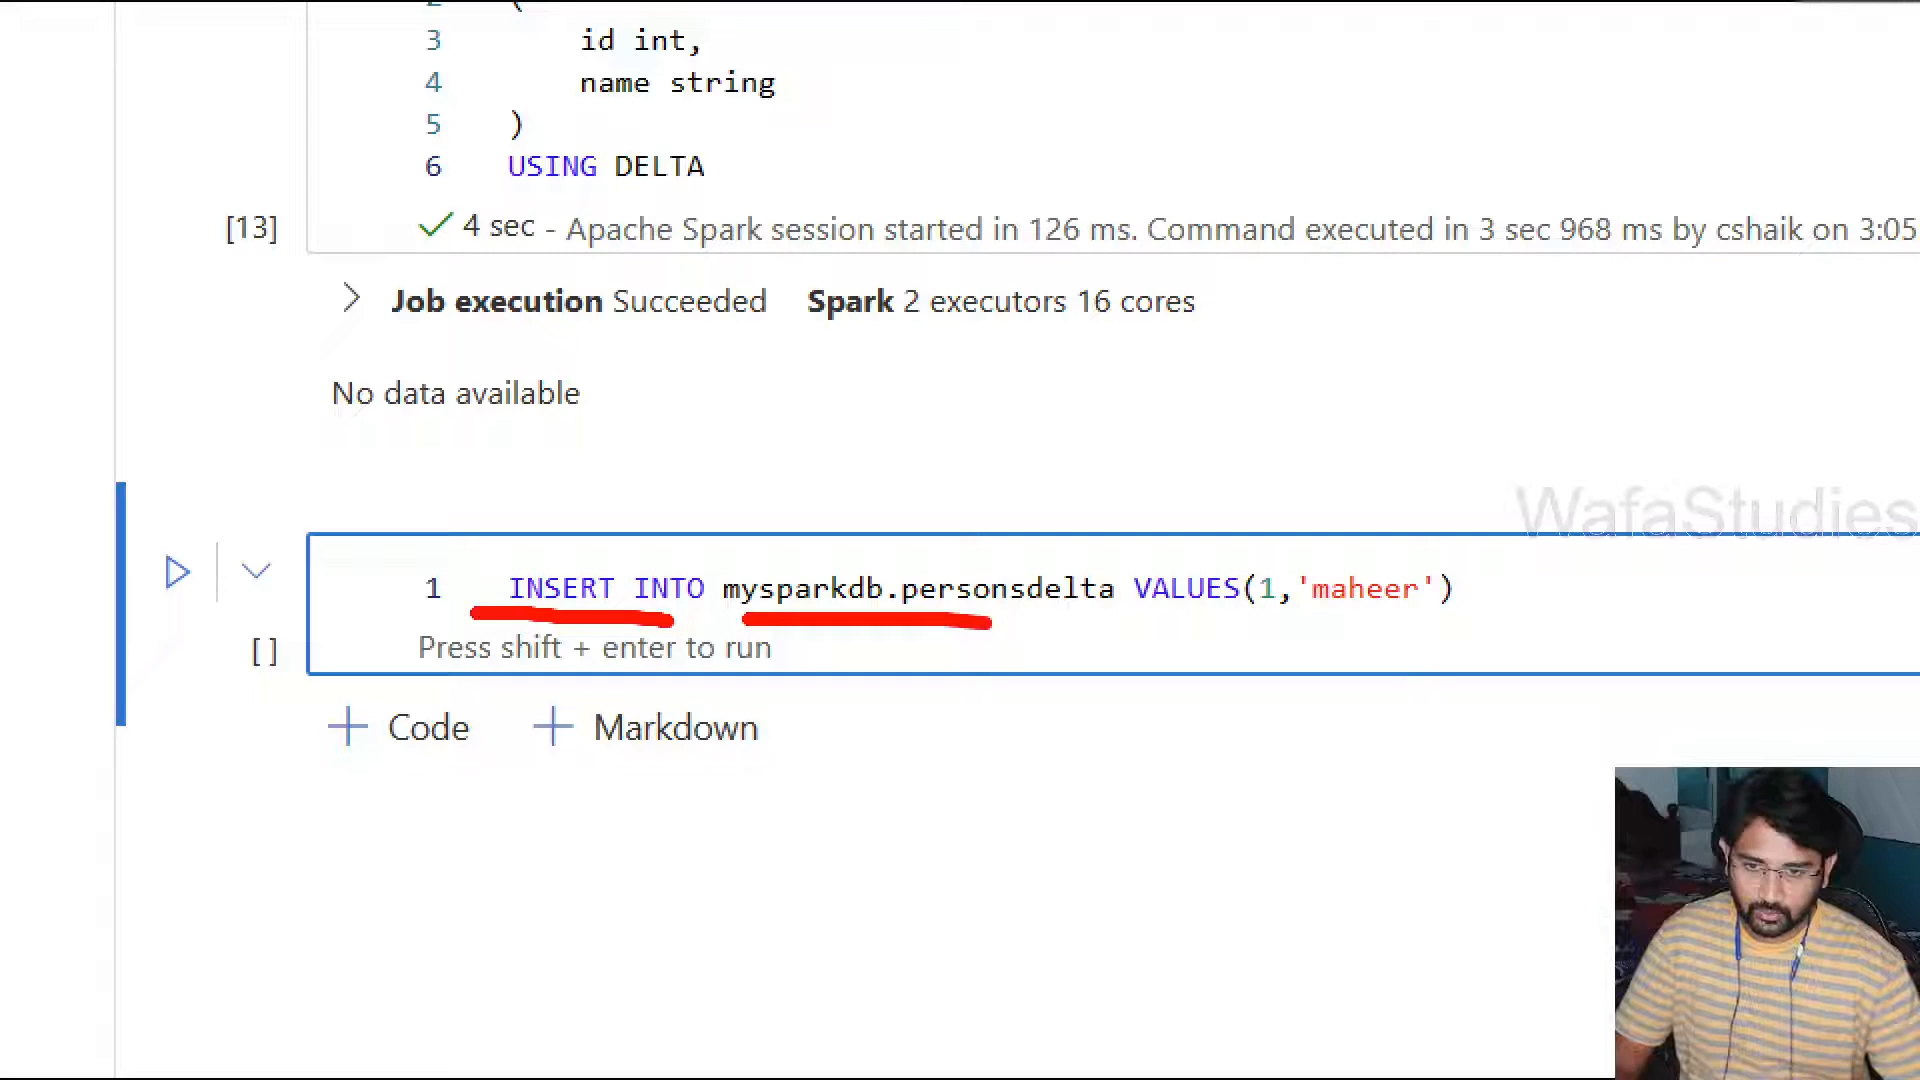 3 id int,
4 name string
5 )
6 USING DELTA
[13] 4 sec - Apache Spark session started in 126 ms. Command executed in 3 sec 968 ms by cshaik on 3:05
Job execution Succeeded Spark 2 executors 16 cores
No data available
WafaStudies
1 INSERT INTO mysparkdb.personsdelta VALUES(1,'maheer')
[ ] Press shift + enter to run
+ Code + Markdown